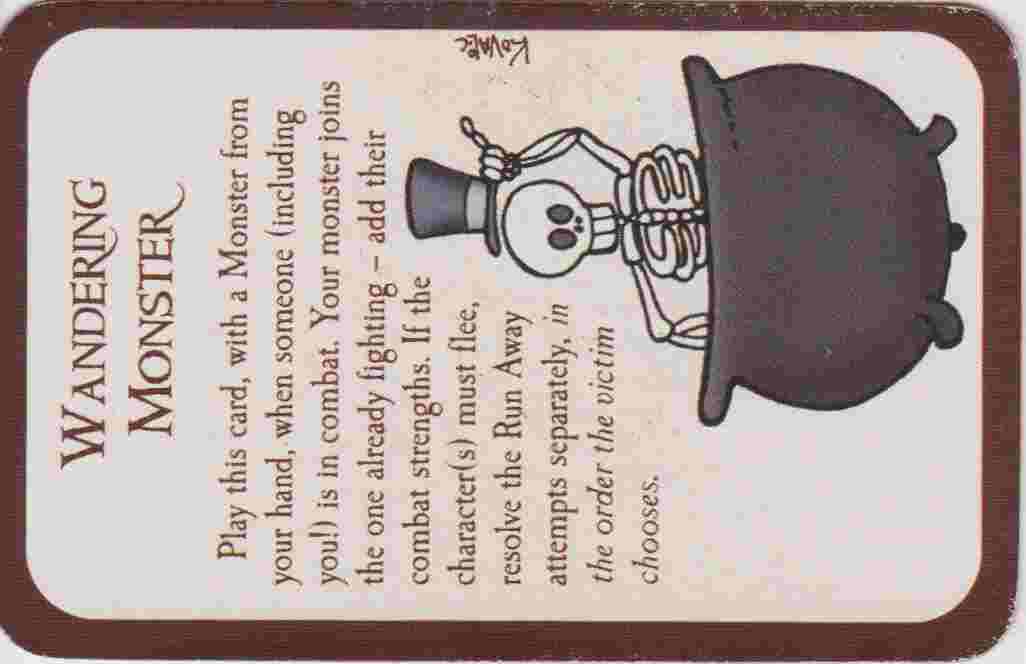 WANDERING
MONSTER
Play this card, with a Monster from
your hand, when someone (including
you!) is in combat. Your monster joins
the one already fighting – add their
combat strengths. If the
character(s) must flee,
resolve the Run Away
attempts separately, in
the order the victim
chooses.
KOVALIC